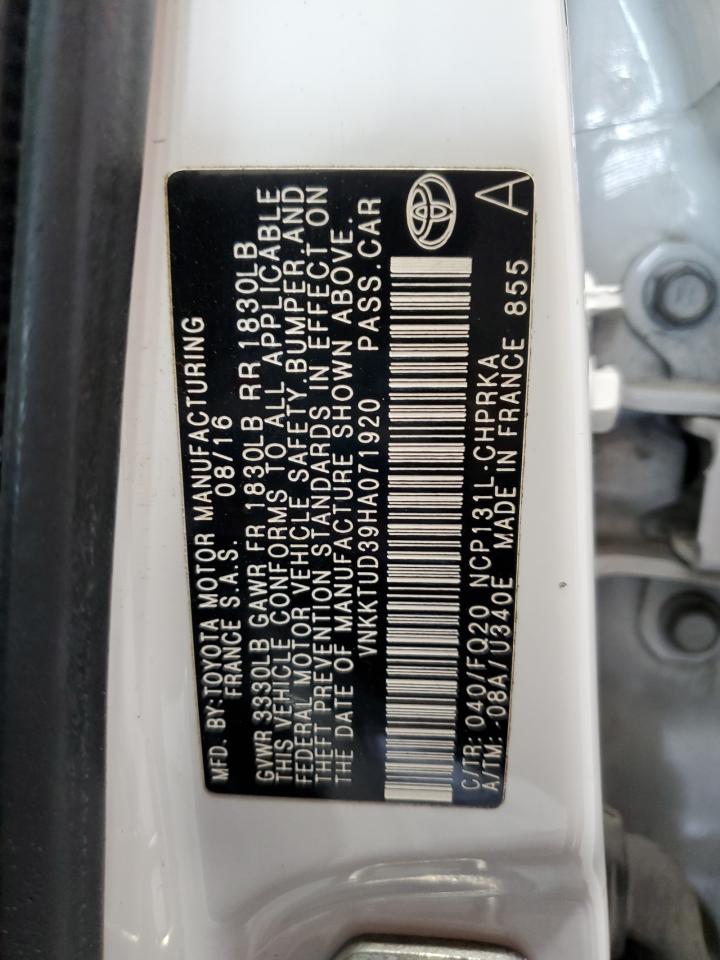 MFD. BY:TOYOTA MOTOR MANUFACTURING
FRANCE S.A.S. 08/16
GVWR 3330LB GAWR FR 1830LB RR 1830LB
THIS VEHICLE CONFORMS TO ALL APPLICABLE
FEDERAL MOTOR VEHICLE SAFETY,BUMPER,AND
THEFT PREVENTION STANDARDS IN EFFECT ON
THE DATE OF MANUFACTURE SHOWN ABOVE.
VNKKTUD39HA071920 PASS.CAR
C/TR: 040/FQ20 NCP131L-CHPRKA
A/TM: -08A/U340E MADE IN FRANCE 855
A